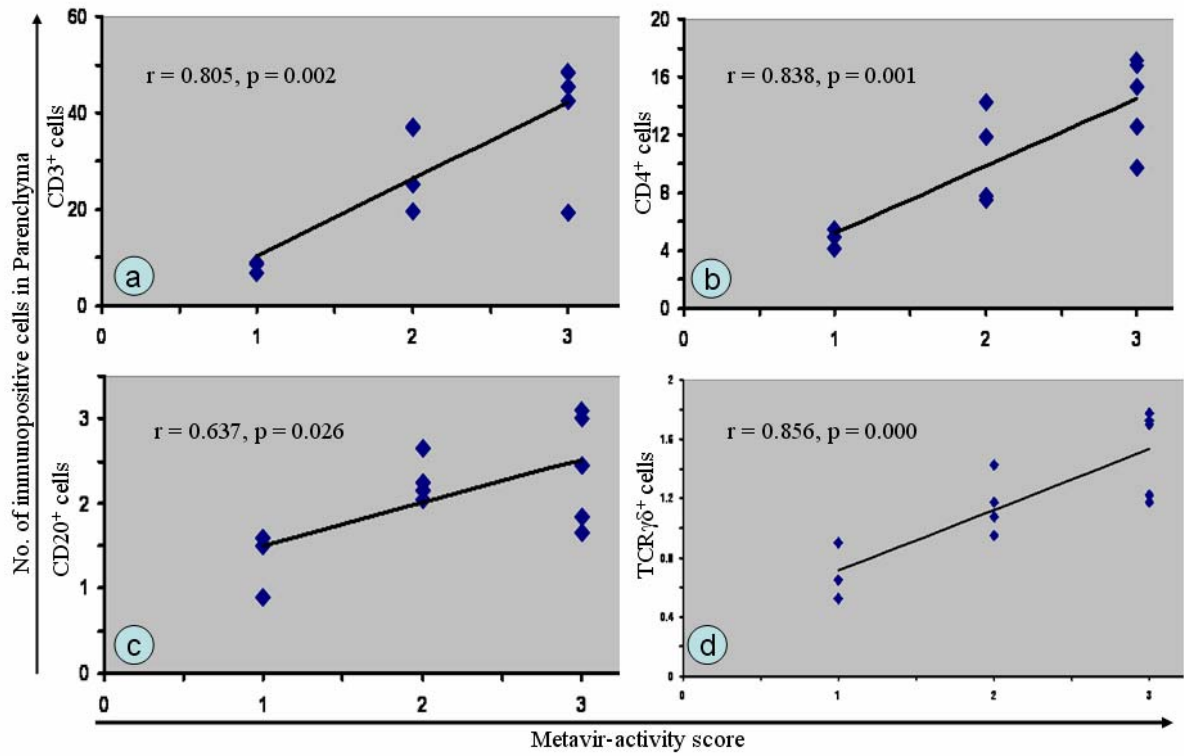 No. of immunopositive cells in Parenchyma
CD3+ cells
60
40
20
0
r = 0.805, p = 0.002
a
0 1 2 3
CD4+ cells
20
16
12
8
4
0
r = 0.838, p = 0.001
b
0 1 2 3
CD20+ cells
3
2
1
0
r = 0.637, p = 0.026
c
0 1 2 3
TCRγδ+ cells
2
1.6
1.2
0.8
0.4
0
r = 0.856, p = 0.000
d
0 1 2 3
Metavir-activity score